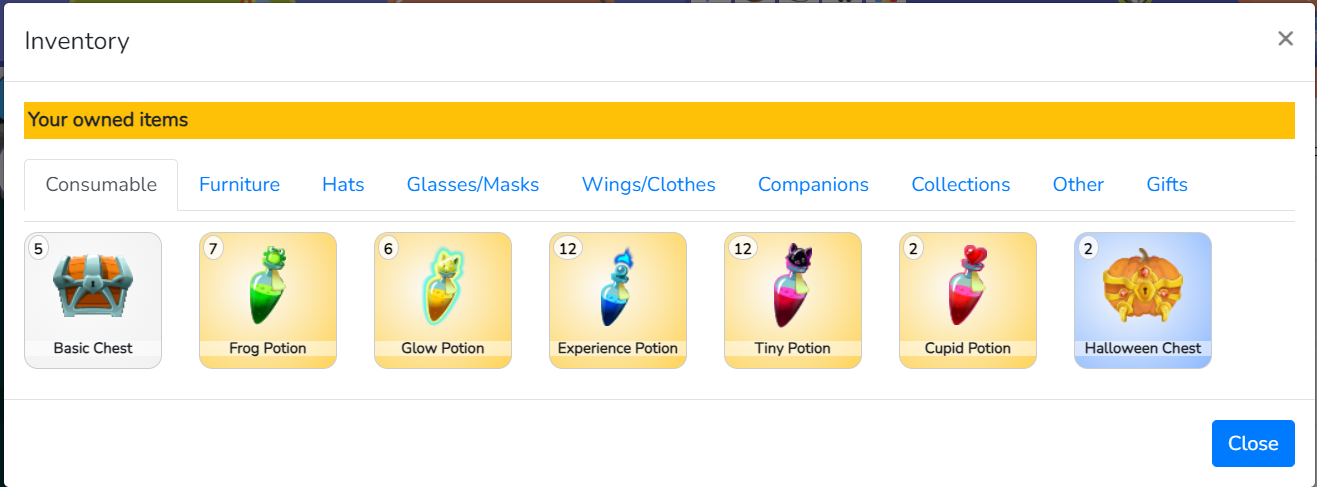 Inventory
×
Your owned items
Consumable Furniture Hats Glasses/Masks Wings/Clothes Companions Collections Other Gifts
5 7 6 12 12 2 2
Basic Chest Frog Potion Glow Potion Experience Potion Tiny Potion Cupid Potion Halloween Chest
Close